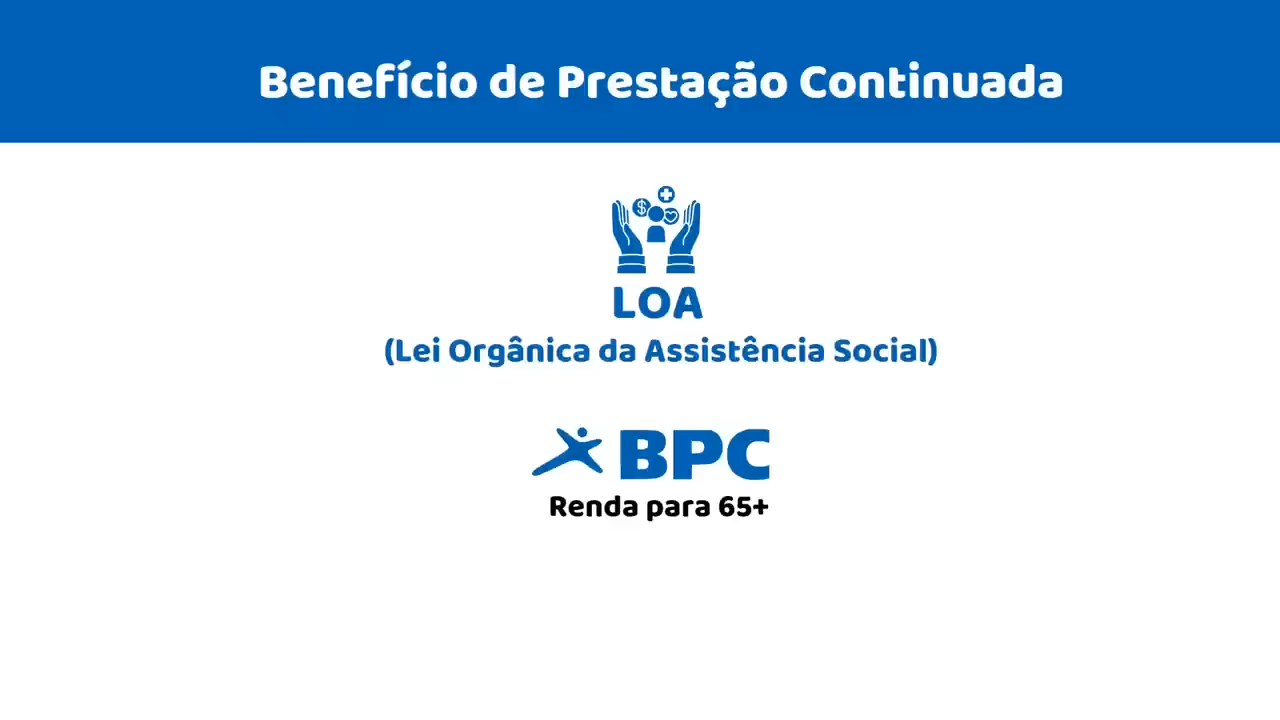 Benefício de Prestação Continuada
$
LOA
(Lei Orgânica da Assistência Social)
BPC
Renda para 65+